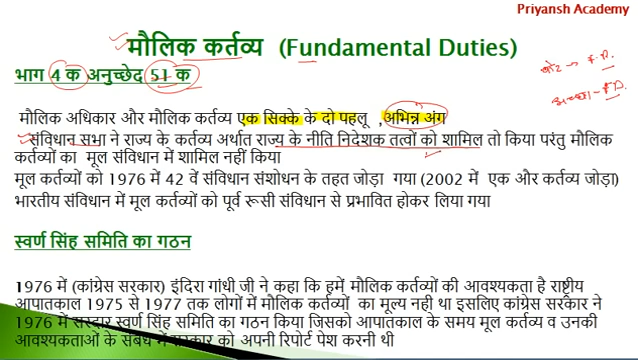 Priyansh Academy
मौलिक कर्तव्य (Fundamental Duties)
भाग 4 क अनुच्छेद 51 क
मौलिक अधिकार और मौलिक कर्तव्य एक सिक्के के दो पहलू , अभिन्न अंग
संविधान सभा ने राज्य के कर्तव्य अर्थात राज्य के नीति निदेशक तत्वों को शामिल तो किया परंतु मौलिक
कर्तव्यों का मूल संविधान में शामिल नहीं किया
मूल कर्तव्यों को 1976 में 42 वें संविधान संशोधन के तहत जोड़ा गया (2002 में एक और कर्तव्य जोड़ा)
भारतीय संविधान में मूल कर्तव्यों को पूर्व रूसी संविधान से प्रभावित होकर लिया गया
स्वर्ण सिंह समिति का गठन
1976 में (कांग्रेस सरकार) इंदिरा गांधी जी ने कहा कि हमें मौलिक कर्तव्यों की आवश्यकता है राष्ट्रीय
आपातकाल 1975 से 1977 तक लोगों में मौलिक कर्तव्यों का मूल्य नही था इसलिए कांग्रेस सरकार ने
1976 में सरदार स्वर्ण सिंह समिति का गठन किया जिसको आपातकाल के समय मूल कर्तव्य व उनकी
आवश्यकताओं के संबंध में सरकार को अपनी रिपोर्ट पेश करनी थी